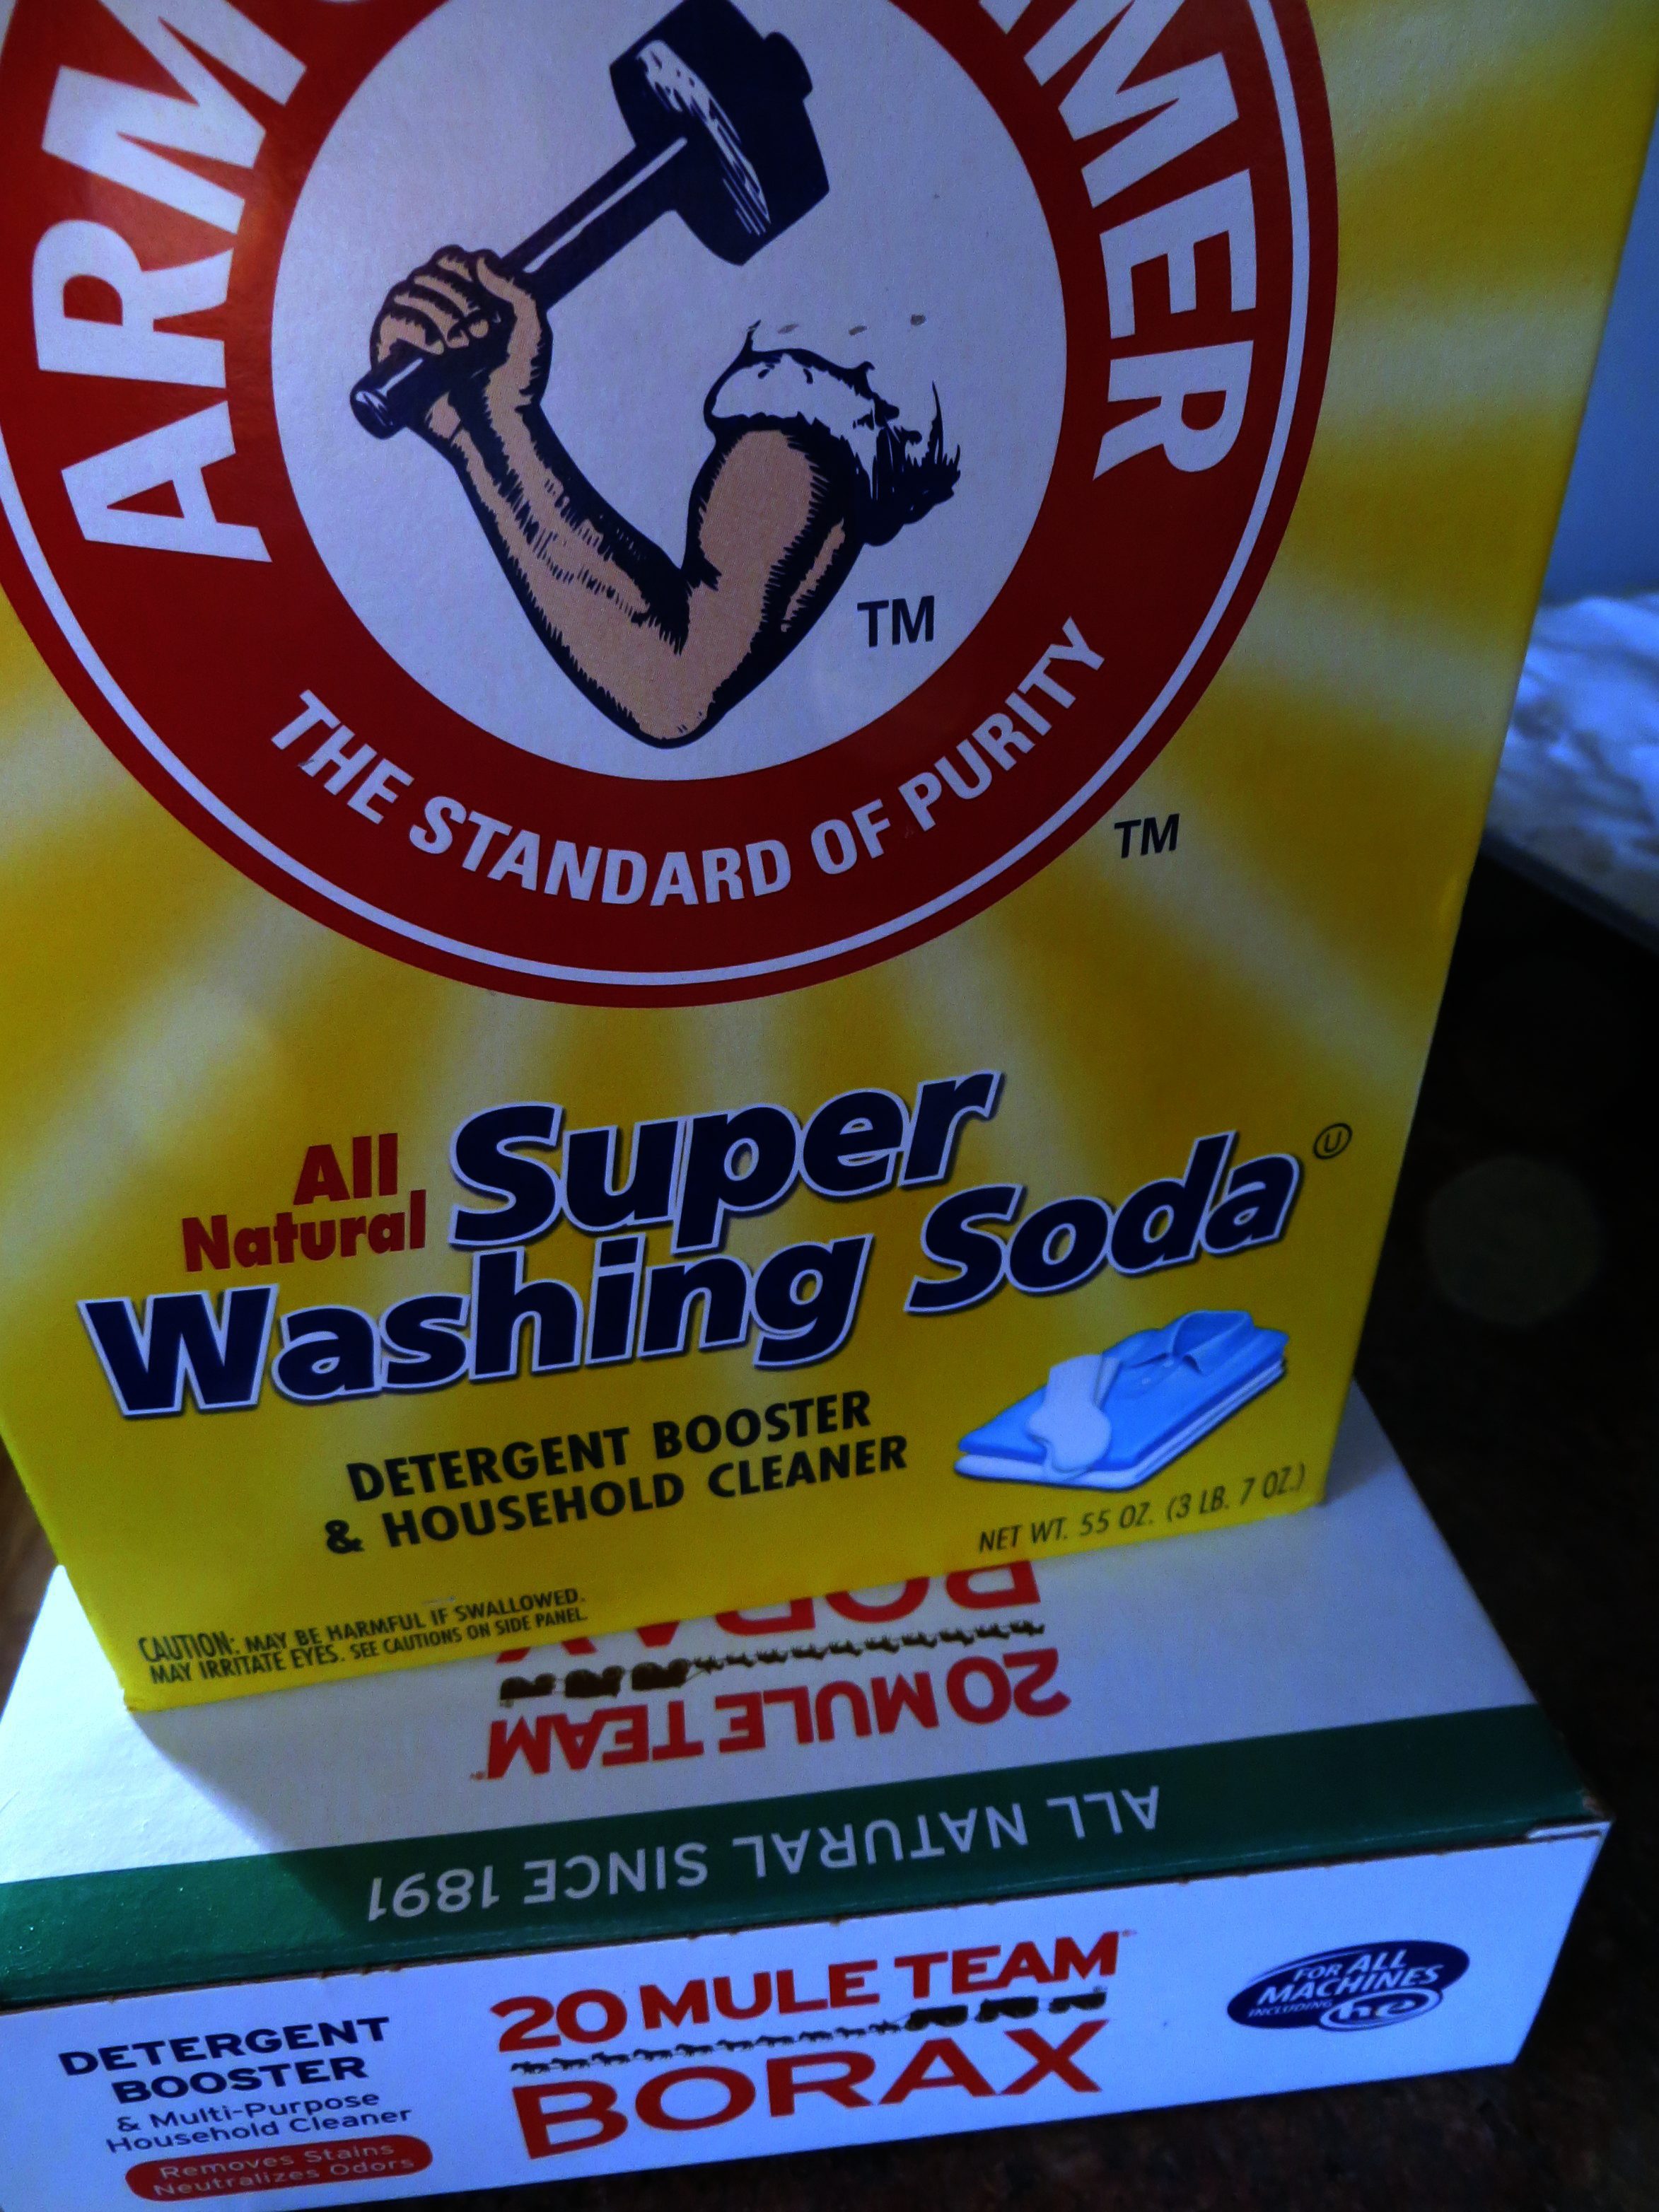 ARM
MER
TM
THE STANDARD OF PURITY
TM
All
Natural
Super
Washing Soda
U
DETERGENT BOOSTER
& HOUSEHOLD CLEANER
NET WT. 55 OZ. (3 LB. 7 OZ.)
CAUTION: MAY BE HARMFUL IF SWALLOWED.
MAY IRRITATE EYES. SEE CAUTIONS ON SIDE PANEL.
BORAX
20 MULE TEAM
ALL NATURAL SINCE 1891
DETERGENT
BOOSTER
& Multi-Purpose
Household Cleaner
Removes Stains
Neutralizes Odors
20 MULE TEAM
BORAX
FOR ALL
MACHINES
INCLUDING he